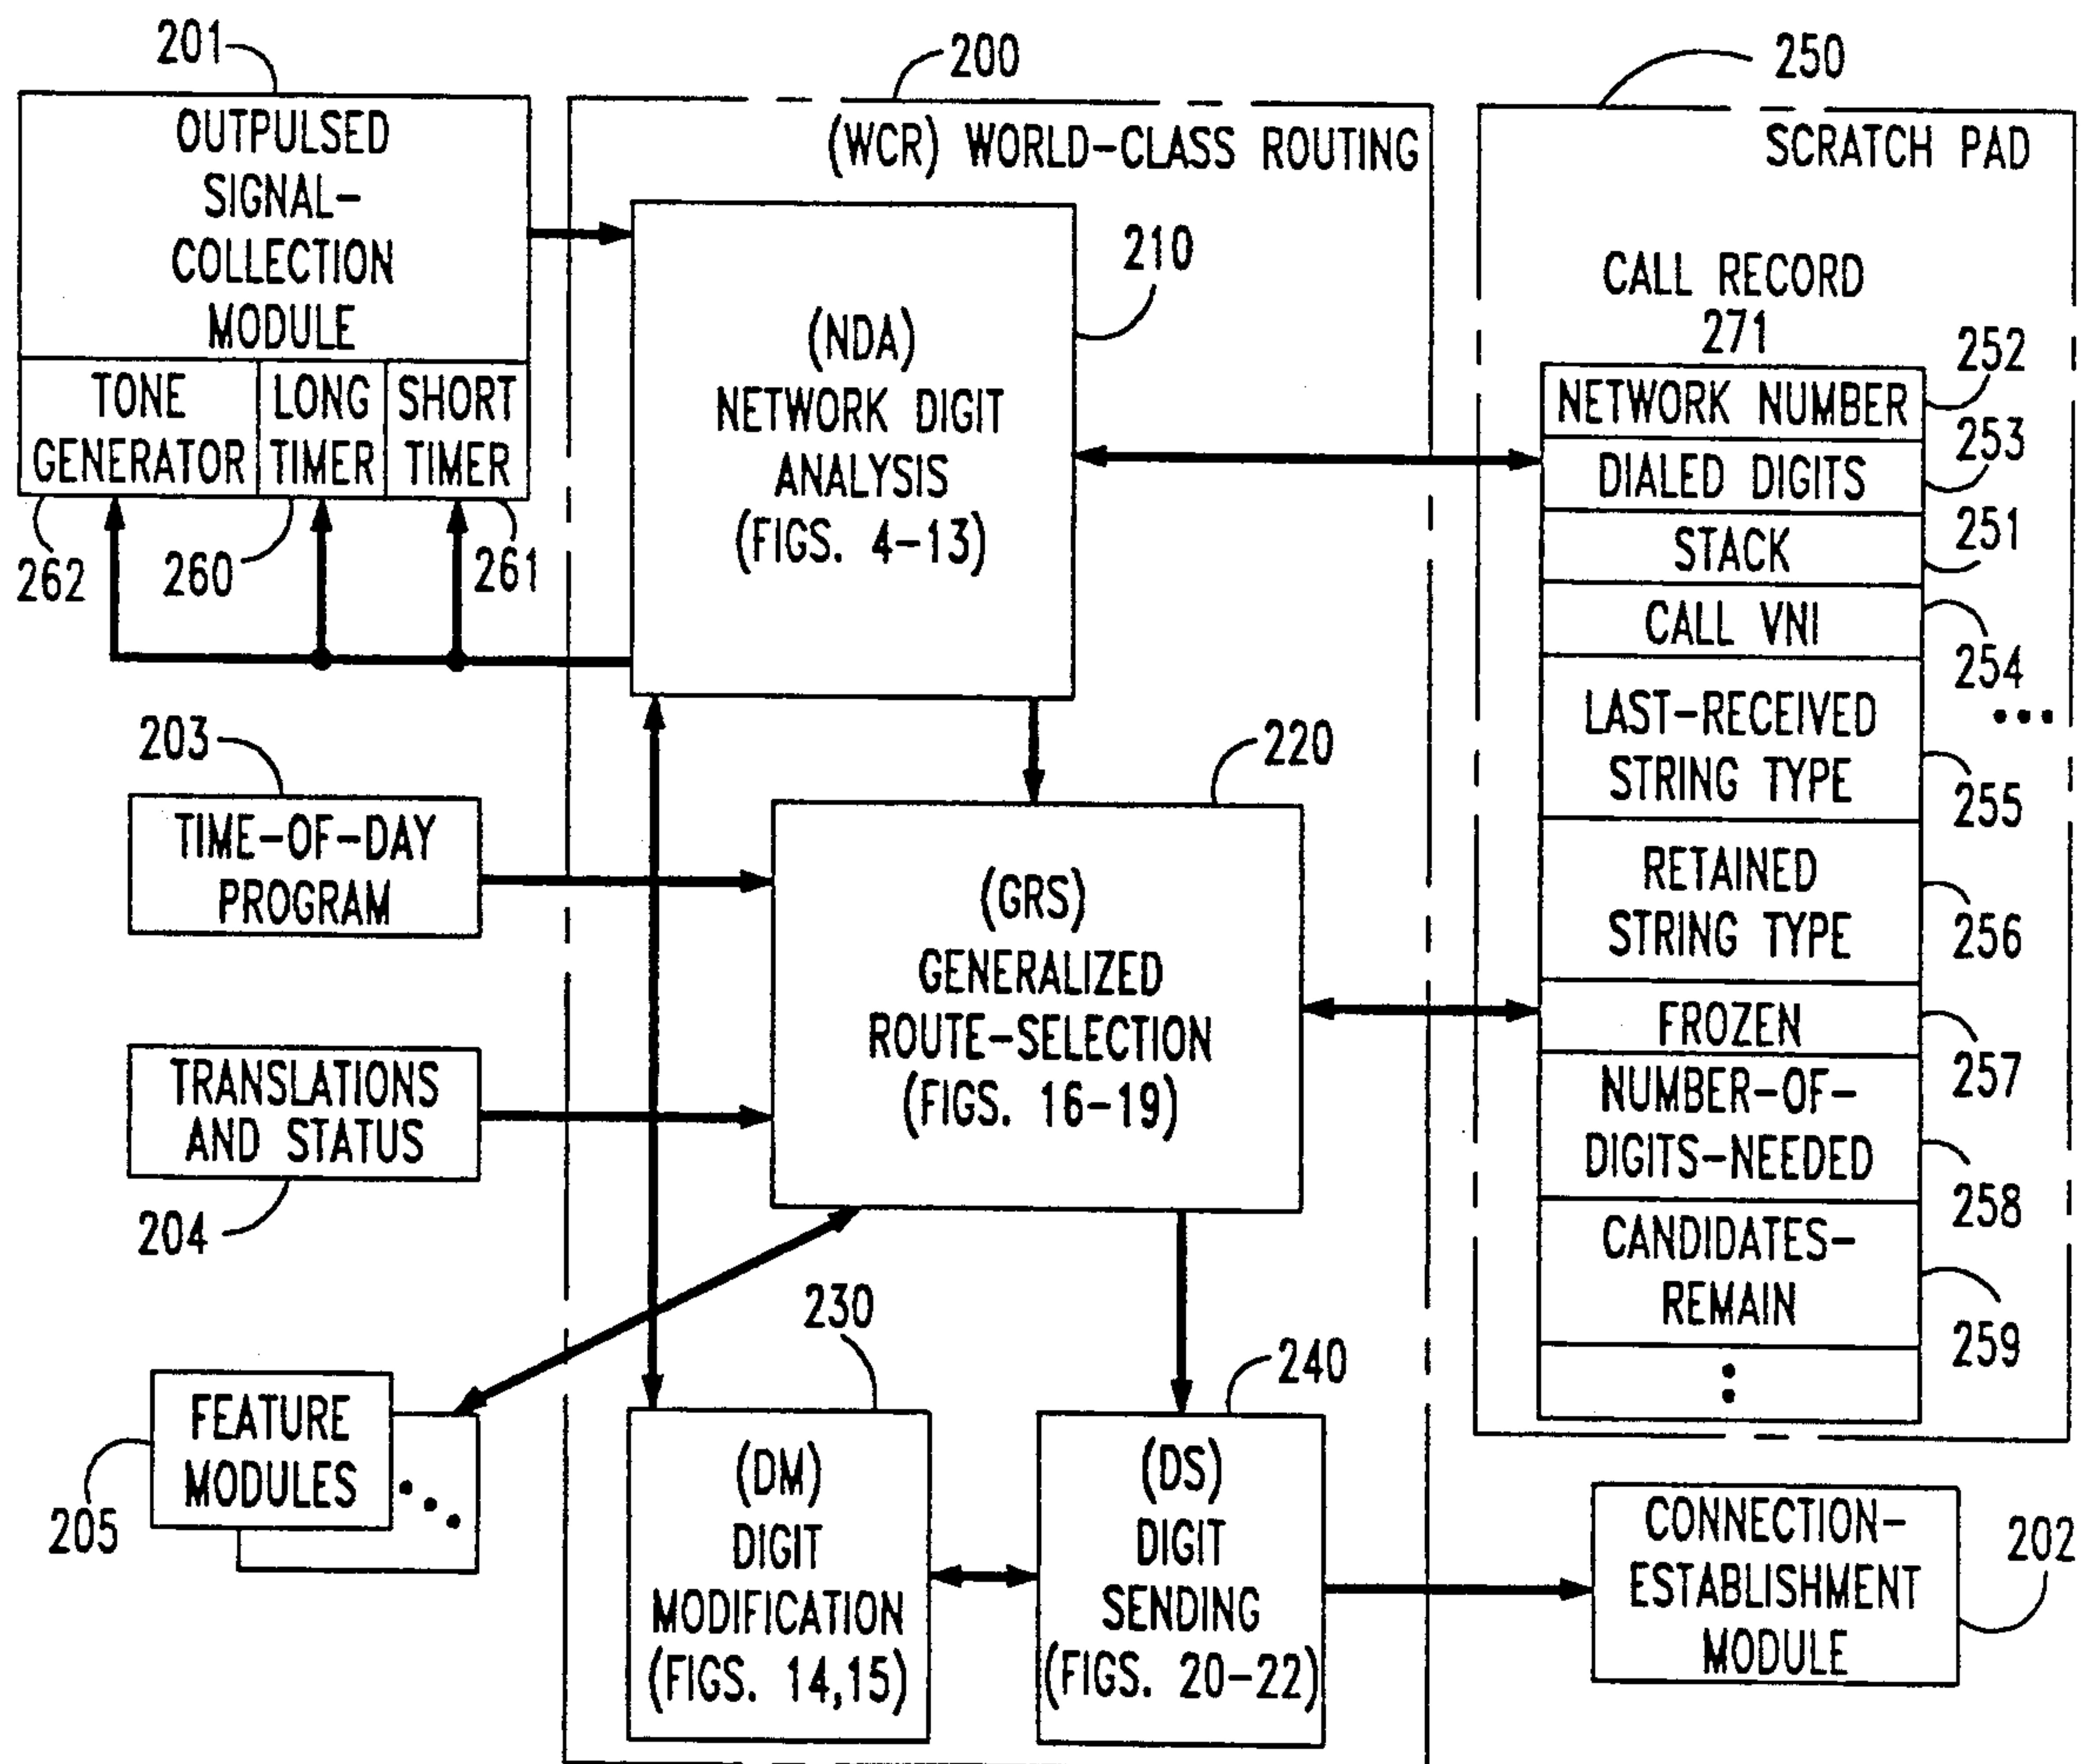 201
OUTPULSED
SIGNAL-
COLLECTION
MODULE
TONE
GENERATOR
LONG
TIMER
SHORT
TIMER
262
260
261
200
(WCR) WORLD-CLASS ROUTING
210
(NDA)
NETWORK DIGIT
ANALYSIS
(FIGS. 4-13)
250
SCRATCH PAD
CALL RECORD
271
NETWORK NUMBER
252
DIALED DIGITS
253
STACK
251
CALL VNI
254
...
LAST-RECEIVED
STRING TYPE
255
RETAINED
STRING TYPE
256
FROZEN
257
NUMBER-OF-
DIGITS-NEEDED
258
CANDIDATES-
REMAIN
259
203
TIME-OF-DAY
PROGRAM
220
(GRS)
GENERALIZED
ROUTE-SELECTION
(FIGS. 16-19)
TRANSLATIONS
AND STATUS
204
FEATURE
MODULES
205
230
(DM)
DIGIT
MODIFICATION
(FIGS. 14,15)
240
(DS)
DIGIT
SENDING
(FIGS. 20-22)
CONNECTION-
ESTABLISHMENT
MODULE
202